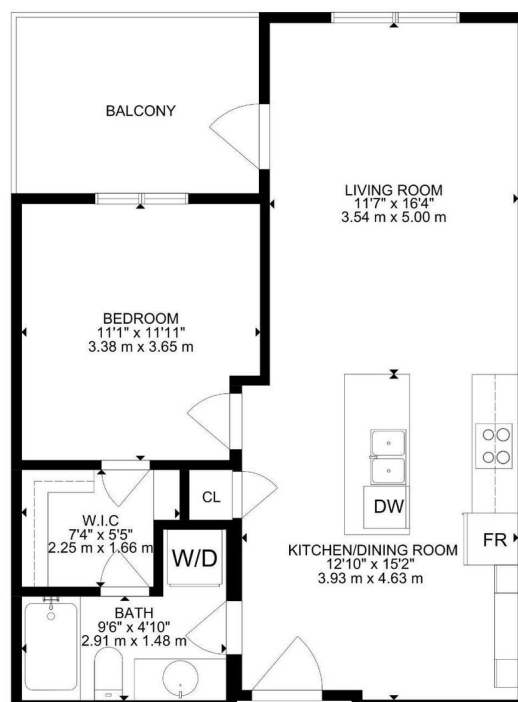 BALCONY
LIVING ROOM
11'7" x 16'4"
3.54 m x 5.00 m
BEDROOM
11'1" x 11'11"
3.38 m x 3.65 m
CL
W.I.C
7'4" x 5'5"
2.25 m x 1.66 m
DW
W/D
FR
KITCHEN/DINING ROOM
12'10" x 15'2"
3.93 m x 4.63 m
BATH
9'6" x 4'10"
2.91 m x 1.48 m